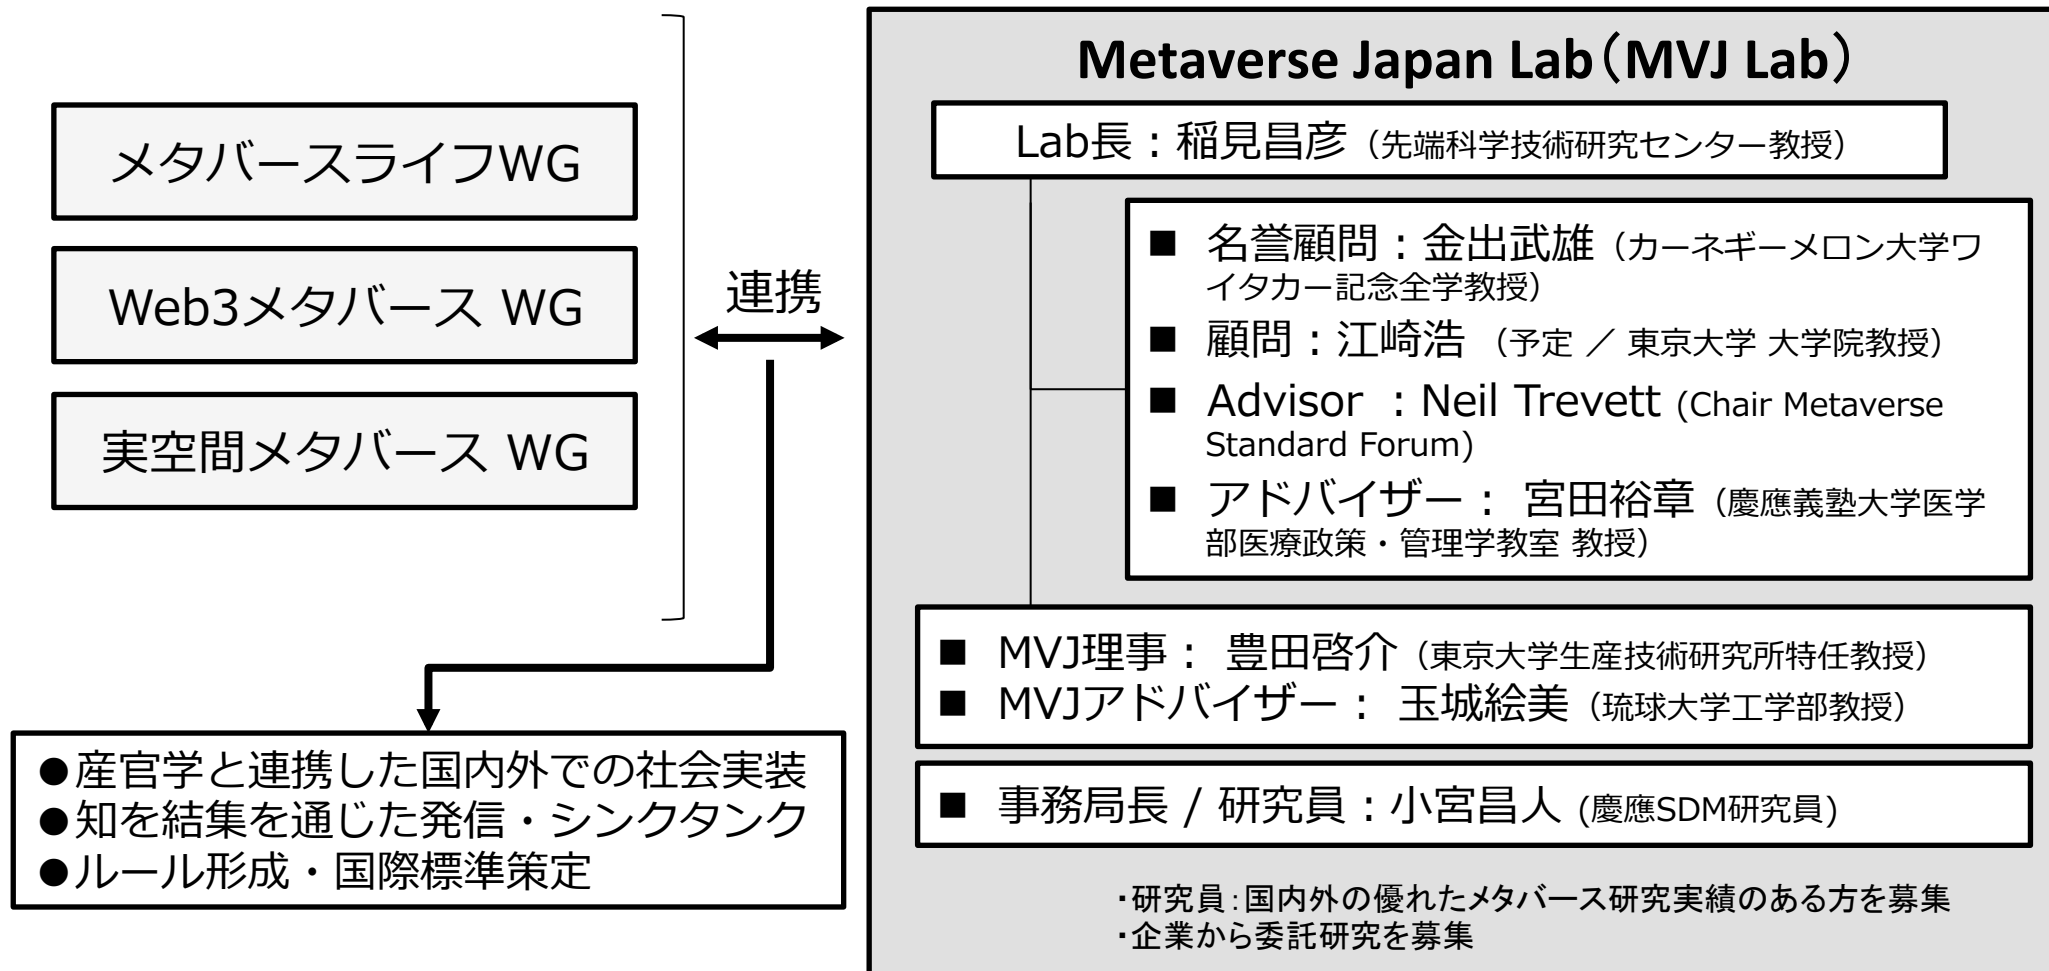 メタバースライフWG
Web3メタバース WG
実空間メタバース WG
連携
●産官学と連携した国内外での社会実装
●知を結集を通じた発信・シンクタンク
●ルール形成・国際標準策定
Metaverse Japan Lab（MVJ Lab）
Lab長：稲見昌彦（先端科学技術研究センター教授）
■ 名誉顧問：金出武雄（カーネギーメロン大学ワ
イタカー記念全学教授）
■ 顧問：江崎浩 （予定 ／ 東京大学 大学院教授）
■ Advisor ：Neil Trevett (Chair Metaverse
Standard Forum)
■ アドバイザー： 宮田裕章（慶應義塾大学医学
部医療政策・管理学教室 教授）
■ MVJ理事： 豊田啓介（東京大学生産技術研究所特任教授）
■ MVJアドバイザー： 玉城絵美（琉球大学工学部教授）
■ 事務局長 / 研究員：小宮昌人 (慶應SDM研究員)
・研究員：国内外の優れたメタバース研究実績のある方を募集
・企業から委託研究を募集